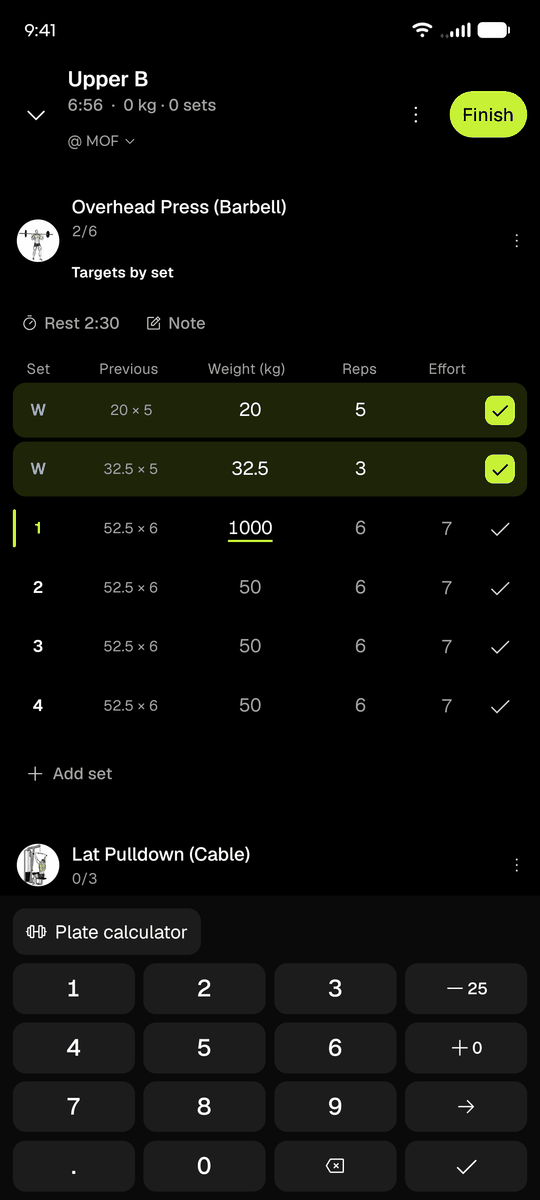 9:41
Upper B
6:56 · 0 kg · 0 sets
@ MOF
Finish
Overhead Press (Barbell)
2/6
Targets by set
Rest 2:30 Note
Set Previous Weight (kg) Reps Effort
W 20 × 5 20 5
W 32.5 × 5 32.5 3
1 52.5 × 6 1000 6 7
2 52.5 × 6 50 6 7
3 52.5 × 6 50 6 7
4 52.5 × 6 50 6 7
+ Add set
Lat Pulldown (Cable)
0/3
Plate calculator
1 2 3 — 25
4 5 6 + 0
7 8 9 →
. 0